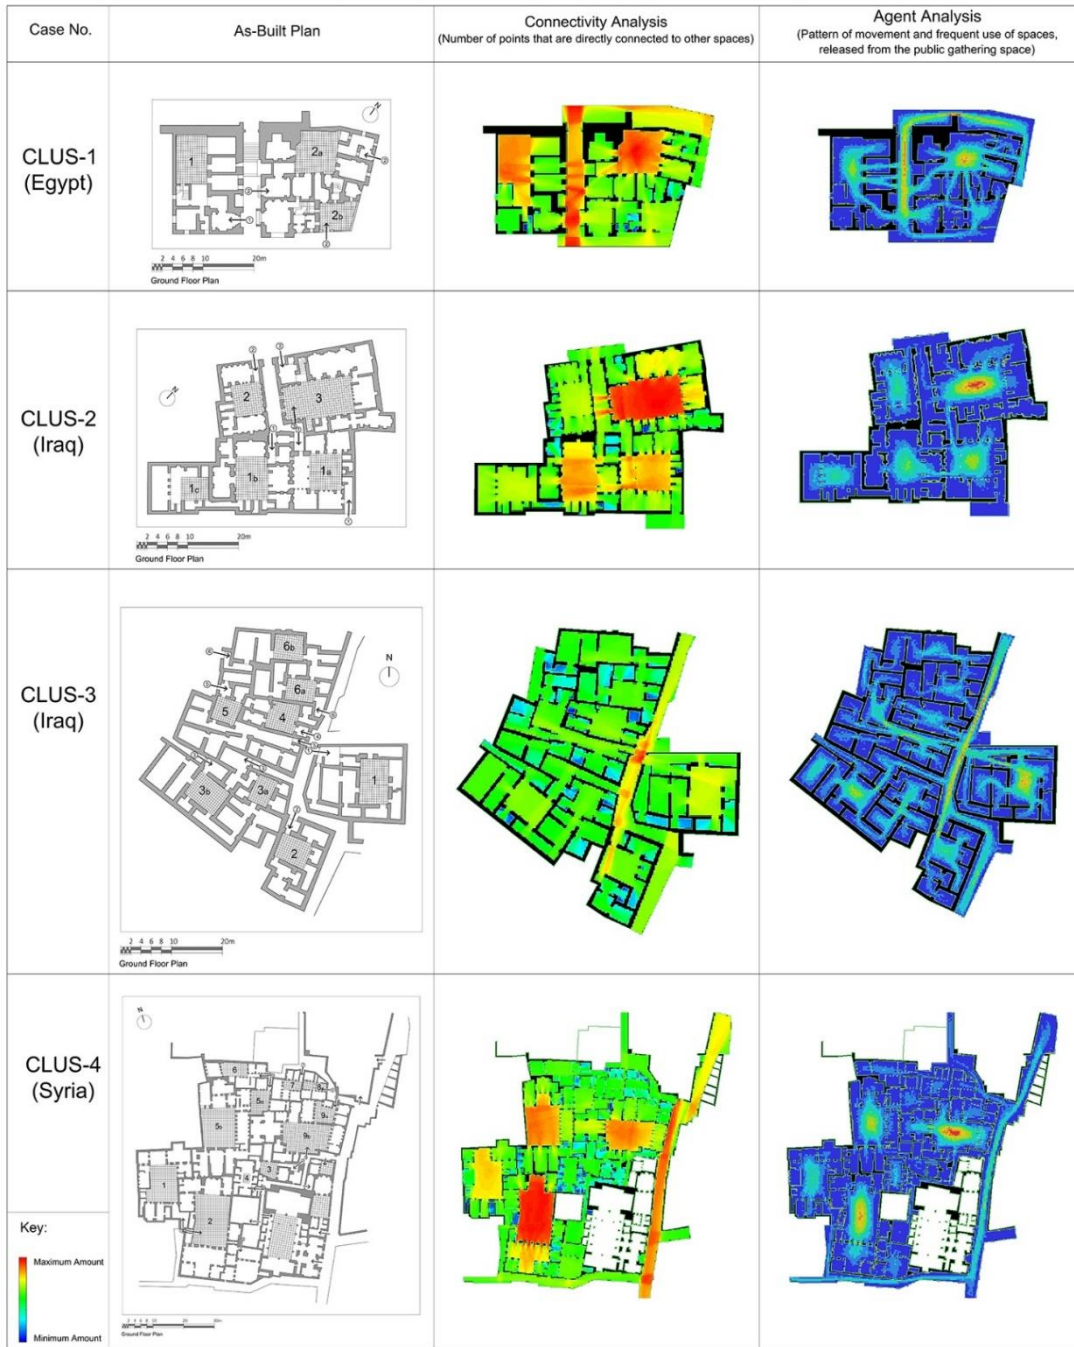 Case No.
As-Built Plan
Connectivity Analysis
(Number of points that are directly connected to other spaces)
Agent Analysis
(Pattern of movement and frequent use of spaces,
released from the public gathering space)
CLUS-1
(Egypt)
N
1
2a
2b
2 4 6 8 10 20m
Ground Floor Plan
CLUS-2
(Iraq)
N
2
3
1c
1b
1a
2 4 6 8 10 20m
Ground Floor Plan
CLUS-3
(Iraq)
N
6b
6a
5
4
1
3b
3a
2
2 4 6 8 10 20m
Ground Floor Plan
CLUS-4
(Syria)
N
6
7
5a
5b
9b
3
4
1
2
Ground Floor Plan
Key:
Maximum Amount
Minimum Amount